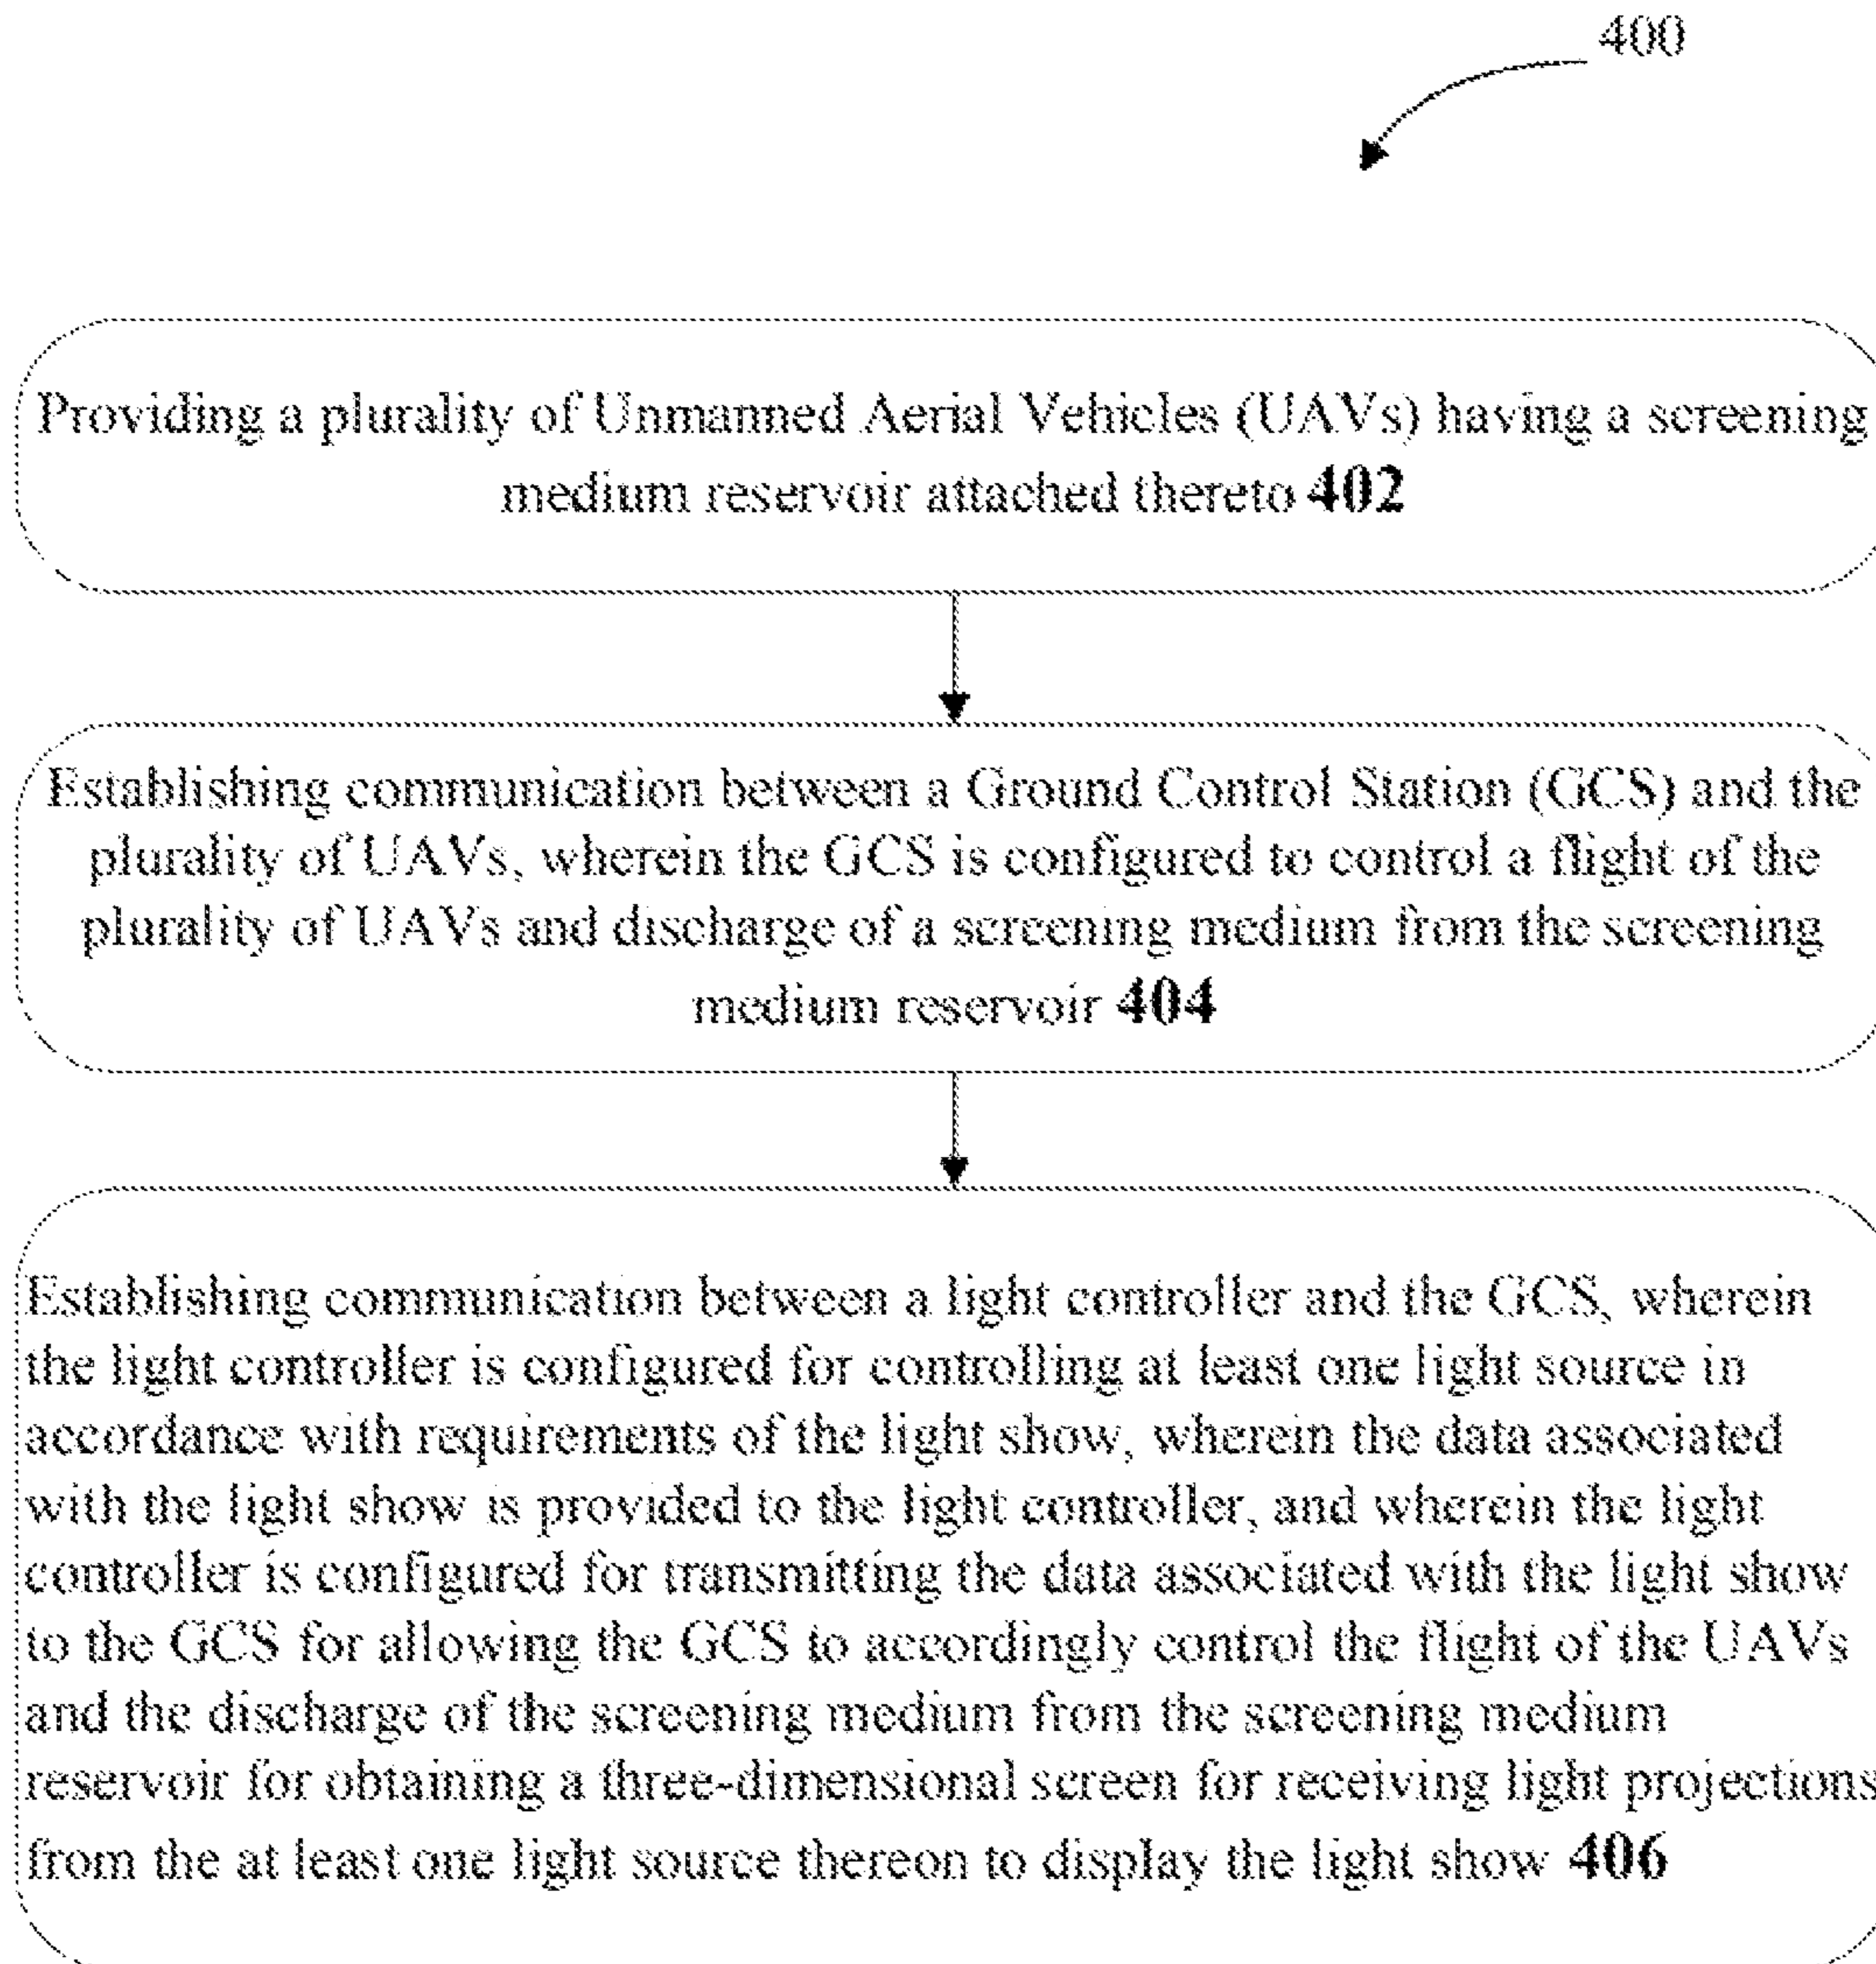 400
Providing a plurality of Unmanned Aerial Vehicles (UAVs) having a screening
medium reservoir attached thereto 402
Establishing communication between a Ground Control Station (GCS) and the
plurality of UAVs, wherein the GCS is configured to control a flight of the
plurality of UAVs and discharge of a screening medium from the screening
medium reservoir 404
Establishing communication between a light controller and the GCS, wherein
the light controller is configured for controlling at least one light source in
accordance with requirements of the light show, wherein the data associated
with the light show is provided to the light controller, and wherein the light
controller is configured for transmitting the data associated with the light show
to the GCS for allowing the GCS to accordingly control the flight of the UAVs
and the discharge of the screening medium from the screening medium
reservoir for obtaining a three-dimensional screen for receiving light projections
from the at least one light source thereon to display the light show 406